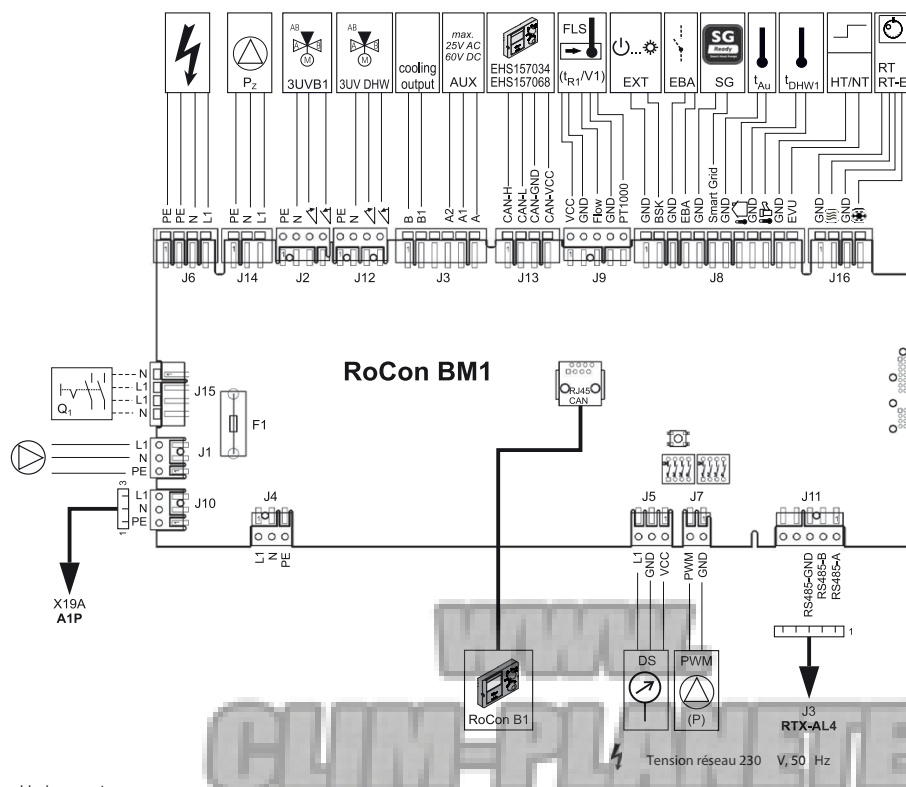 AB
A
B
M
AB
A
B
M
max.
25V AC
60V DC
FLS
SG
Ready
cooling
output
EHS157034
EHS157068
(tR1/V1)
RT
RT-E
PZ
3UVB1
3UV DHW
AUX
EXT
EBA
SG
tAu
tDHW1
HT/NT
PE
PE
N
L1
PE
N
L1
PE
N
PE
N
B
B1
A2
A1
A
CAN-H
CAN-L
CAN-GND
CAN-VCC
VCC
GND
Flow
GND
PT1000
GND
BSK
GND
EBA
GND
Smart Grid
GND
GND
GND
EVU
GND
GND
J6
J14
J2
J12
J3
J13
J9
J8
J16
RoCon BM1
RJ45
CAN
Q1
N
L1
L1
N
J15
F1
L1
N
PE
J1
3
L1
N
PE
1
J10
J4
L1
N
PE
J5
J7
J11
L1
GND
VCC
PWM
GND
RS485-GND
RS485-B
RS485-A
X19A
A1P
1
WWW
DS
PWM
(P)
RoCon B1
J3
RTX-AL4
CLIM-PLANETE
Tension réseau 230 V, 50 Hz